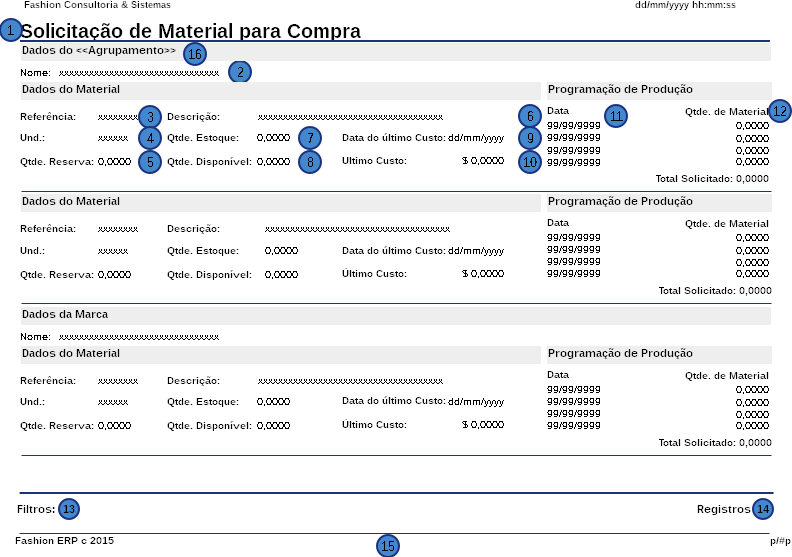 Fashion Consultoria & Sistemas dd/mm/yyyy hh:mm:ss
1 Solicitação de Material para Compra
Dados do <<Agrupamento>> 16
Nome: xxxxxxxxxxxxxxxxxxxxxxxxxxxxxxxx 2
Dados do Material Programação de Produção
Referência: xxxxxxxx 3 Descrição: xxxxxxxxxxxxxxxxxxxxxxxxxxxxxxxxxxxxx 6 Data 11 Qtde. de Material 12
99/99/9999 0,0000
Und.: xxxxxx 4 Qtde. Estoque: 0,0000 7 Data do último Custo: dd/mm/yyyy 9 99/99/9999 0,0000
99/99/9999 0,0000
Qtde. Reserva: 0,0000 5 Qtde. Disponível: 0,0000 8 Ultimo Custo: $ 0,0000 10 99/99/9999 0,0000
Total Solicitado: 0,0000
Dados do Material Programação de Produção
Referência: xxxxxxxx Descrição: xxxxxxxxxxxxxxxxxxxxxxxxxxxxxxxxxxxxx Data Qtde. de Material
99/99/9999 0,0000
Und.: xxxxxx Qtde. Estoque: 0,0000 Data do último Custo: dd/mm/yyyy 99/99/9999 0,0000
99/99/9999 0,0000
Qtde. Reserva: 0,0000 Qtde. Disponível: 0,0000 Último Custo: $ 0,0000 99/99/9999 0,0000
Total Solicitado: 0,0000
Dados da Marca
Nome: xxxxxxxxxxxxxxxxxxxxxxxxxxxxxxxx
Dados do Material Programação de Produção
Referência: xxxxxxxx Descrição: xxxxxxxxxxxxxxxxxxxxxxxxxxxxxxxxxxxxx Data Qtde. de Material
99/99/9999 0,0000
Und.: xxxxxx Qtde. Estoque: 0,0000 Data do último Custo: dd/mm/yyyy 99/99/9999 0,0000
99/99/9999 0,0000
Qtde. Reserva: 0,0000 Qtde. Disponível: 0,0000 Último Custo: $ 0,0000 99/99/9999 0,0000
Total Solicitado: 0,0000
Filtros: 13 Registros 14
Fashion ERP c 2015 15 p/#p